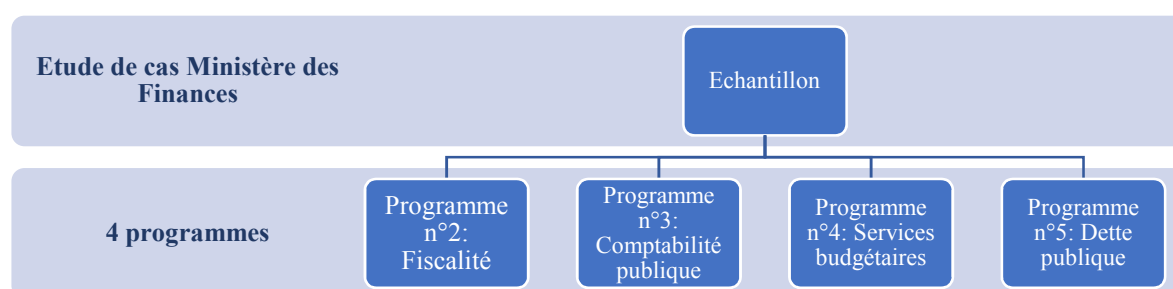 Etude de cas Ministère des
Finances
Echantillon
4 programmes
Programme
n°2:
Fiscalité
Programme
n°3:
Comptabilité
publique
Programme
n°4: Services
budgétaires
Programme
n°5: Dette
publique